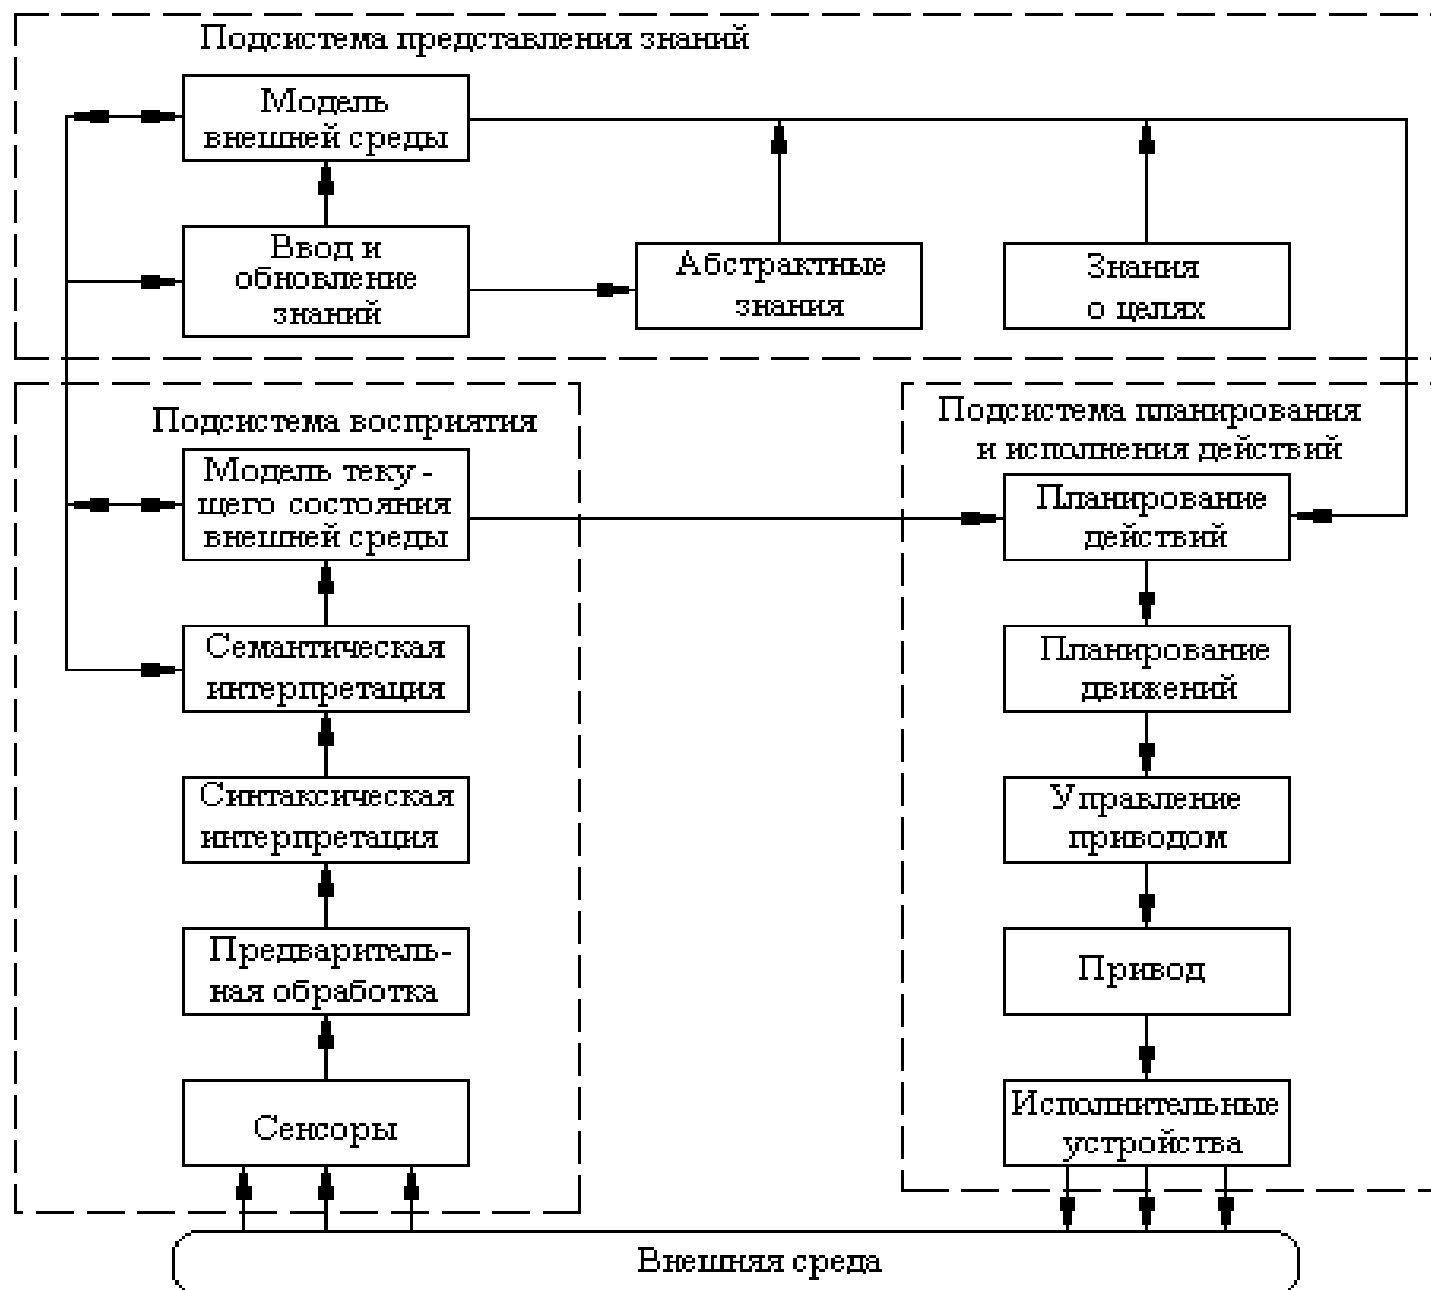 Подсистема представления знаний
Модель
внешней среды
Ввод и
обновление
знаний
Абстрактные
знания
Знания
о целях
Подсистема восприятия
Модель теку -
щего состояния
внешней среды
Семантическая
интерпретация
Синтаксическая
интерпретация
Предваритель-
ная обработка
Сенсоры
Подсистема планирования
и исполнения действий
Планирование
действий
Планирование
движений
Управление
приводом
Привод
Исполнительные
устройства
Внешняя среда